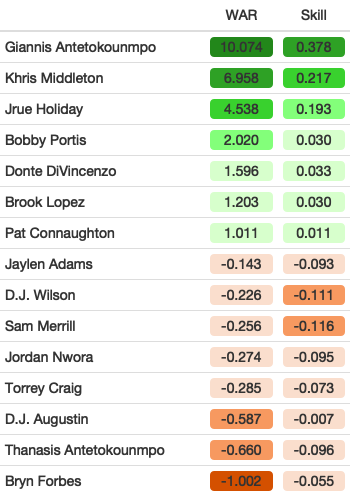 WAR Skill
Giannis Antetokounmpo 10.074 0.378
Khris Middleton 6.958 0.217
Jrue Holiday 4.538 0.193
Bobby Portis 2.020 0.030
Donte DiVincenzo 1.596 0.033
Brook Lopez 1.203 0.030
Pat Connaughton 1.011 0.011
Jaylen Adams -0.143 -0.093
D.J. Wilson -0.226 -0.111
Sam Merrill -0.256 -0.116
Jordan Nwora -0.274 -0.095
Torrey Craig -0.285 -0.073
D.J. Augustin -0.587 -0.007
Thanasis Antetokounmpo -0.660 -0.096
Bryn Forbes -1.002 -0.055